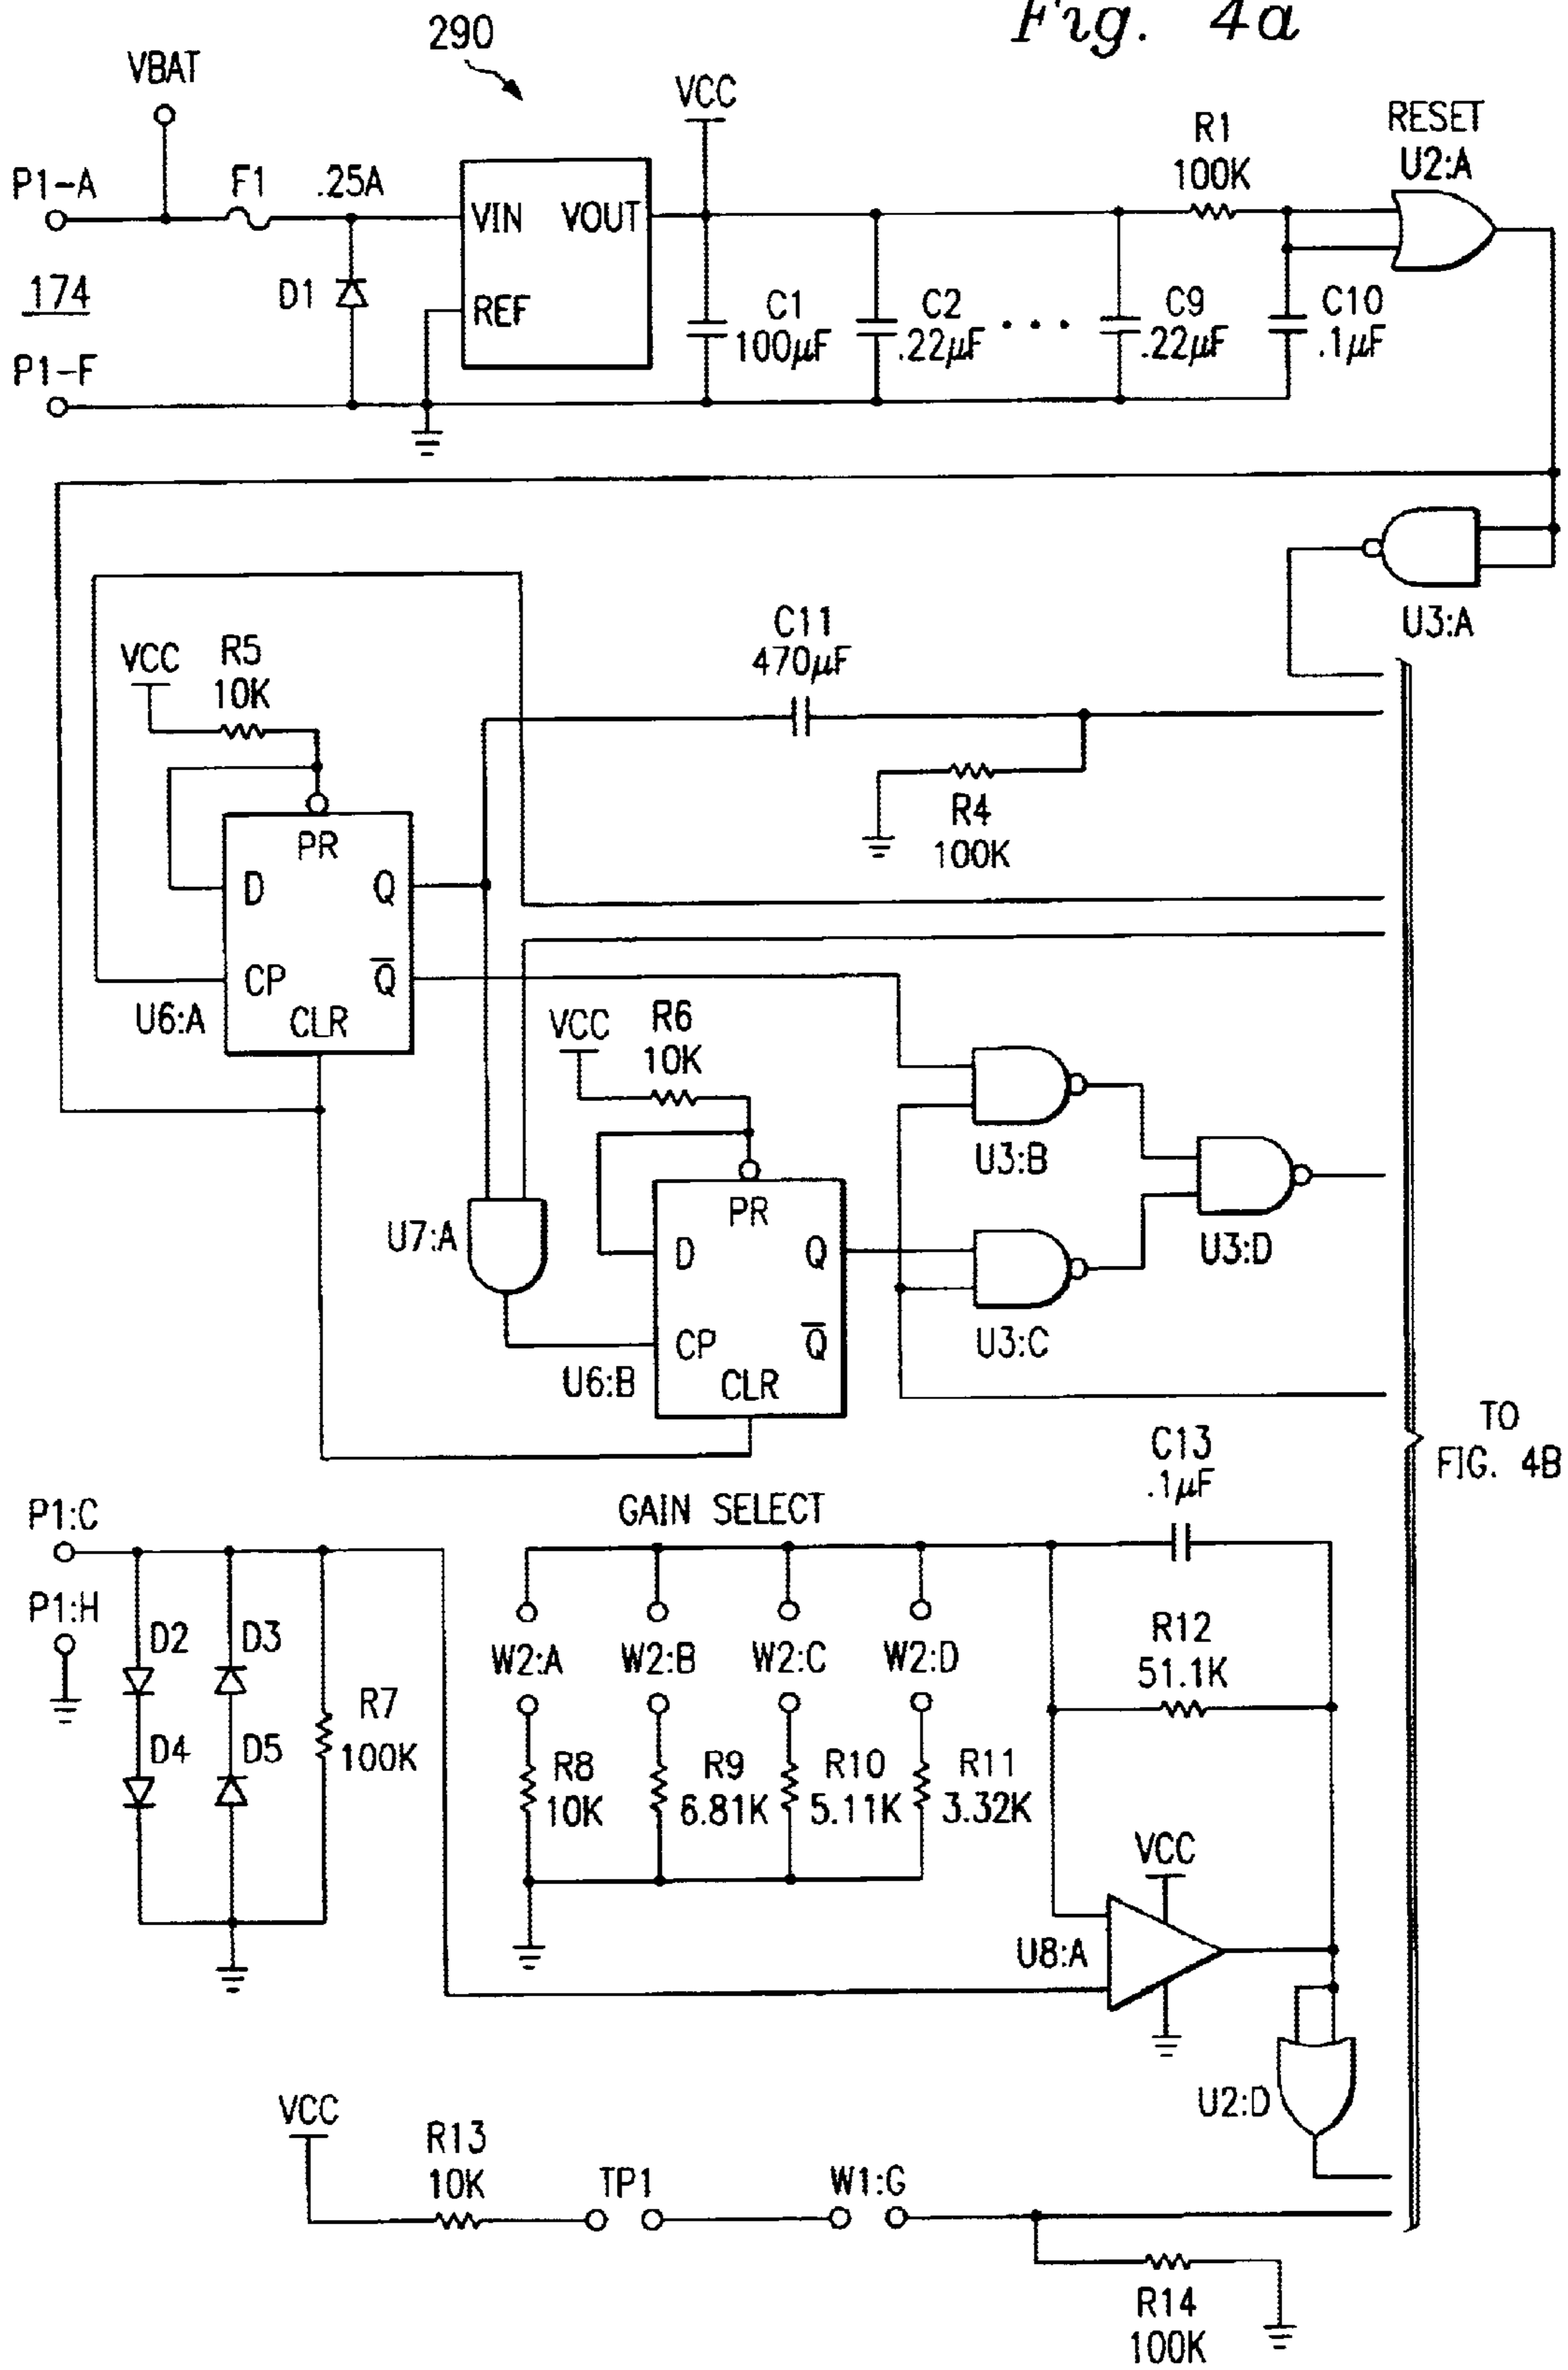 Fig. 4a
290
VBAT
VCC
P1-A
F1
.25A
R1
100K
RESET
U2:A
VIN
VOUT
REF
174
D1
C1
100µF
C2
.22µF
• • •
C9
.22µF
C10
.1µF
P1-F
U3:A
C11
470µF
VCC
R5
10K
R4
100K
PR
D
Q
CP
Q̅
CLR
U6:A
VCC
R6
10K
U3:B
U7:A
PR
D
Q
CP
Q̅
CLR
U6:B
U3:D
U3:C
TO
FIG. 4B
C13
.1µF
GAIN SELECT
P1:C
P1:H
D2
D3
D4
D5
R7
100K
W2:A
W2:B
W2:C
W2:D
R12
51.1K
R8
10K
R9
6.81K
R10
5.11K
R11
3.32K
VCC
U8:A
U2:D
VCC
R13
10K
TP1
W1:G
R14
100K